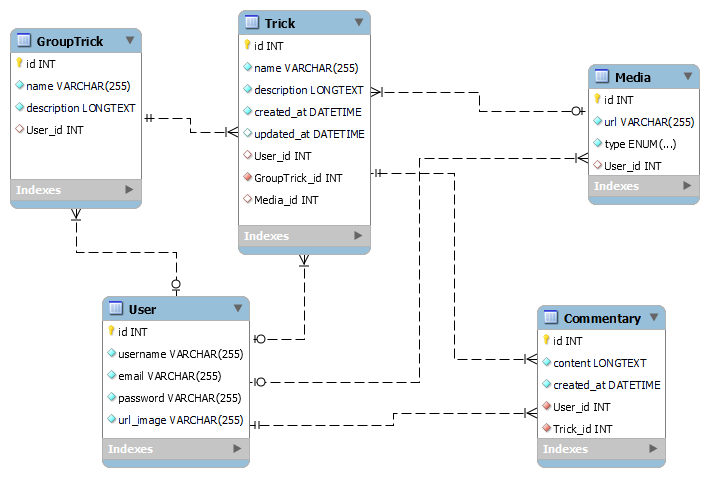 GroupTrick
id INT
name VARCHAR(255)
description LONGTEXT
User_id INT
Indexes
Trick
id INT
name VARCHAR(255)
description LONGTEXT
created_at DATETIME
updated_at DATETIME
User_id INT
GroupTrick_id INT
Media_id INT
Indexes
Media
id INT
url VARCHAR(255)
type ENUM(...)
User_id INT
Indexes
User
id INT
username VARCHAR(255)
email VARCHAR(255)
password VARCHAR(255)
url_image VARCHAR(255)
Indexes
Commentary
id INT
content LONGTEXT
created_at DATETIME
User_id INT
Trick_id INT
Indexes